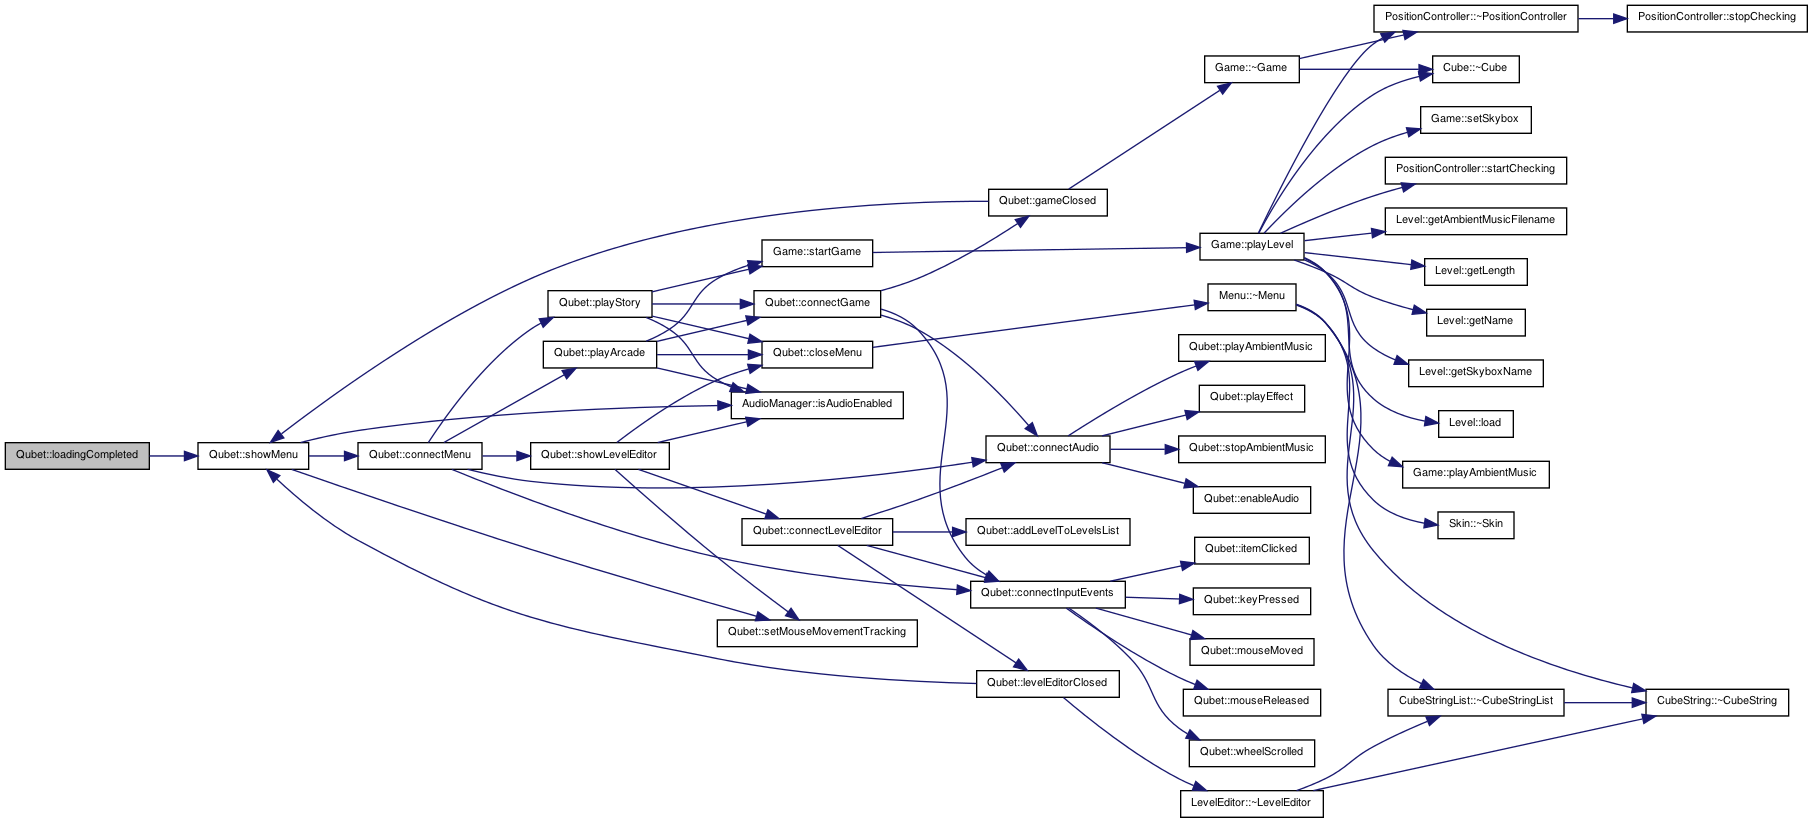 PositionController::~PositionController
PositionController::stopChecking
Game::~Game
Cube::~Cube
Game::setSkybox
PositionController::startChecking
Qubet::gameClosed
Level::getAmbientMusicFilename
Game::startGame
Game::playLevel
Level::getLength
Qubet::playStory
Qubet::connectGame
Menu::~Menu
Level::getName
Qubet::playArcade
Qubet::closeMenu
Qubet::playAmbientMusic
Level::getSkyboxName
AudioManager::isAudioEnabled
Qubet::playEffect
Level::load
Qubet::loadingCompleted
Qubet::showMenu
Qubet::connectMenu
Qubet::showLevelEditor
Qubet::connectAudio
Qubet::stopAmbientMusic
Game::playAmbientMusic
Qubet::enableAudio
Qubet::connectLevelEditor
Qubet::addLevelToLevelsList
Skin::~Skin
Qubet::itemClicked
Qubet::connectInputEvents
Qubet::keyPressed
Qubet::setMouseMovementTracking
Qubet::mouseMoved
Qubet::levelEditorClosed
Qubet::mouseReleased
CubeStringList::~CubeStringList
CubeString::~CubeString
Qubet::wheelScrolled
LevelEditor::~LevelEditor